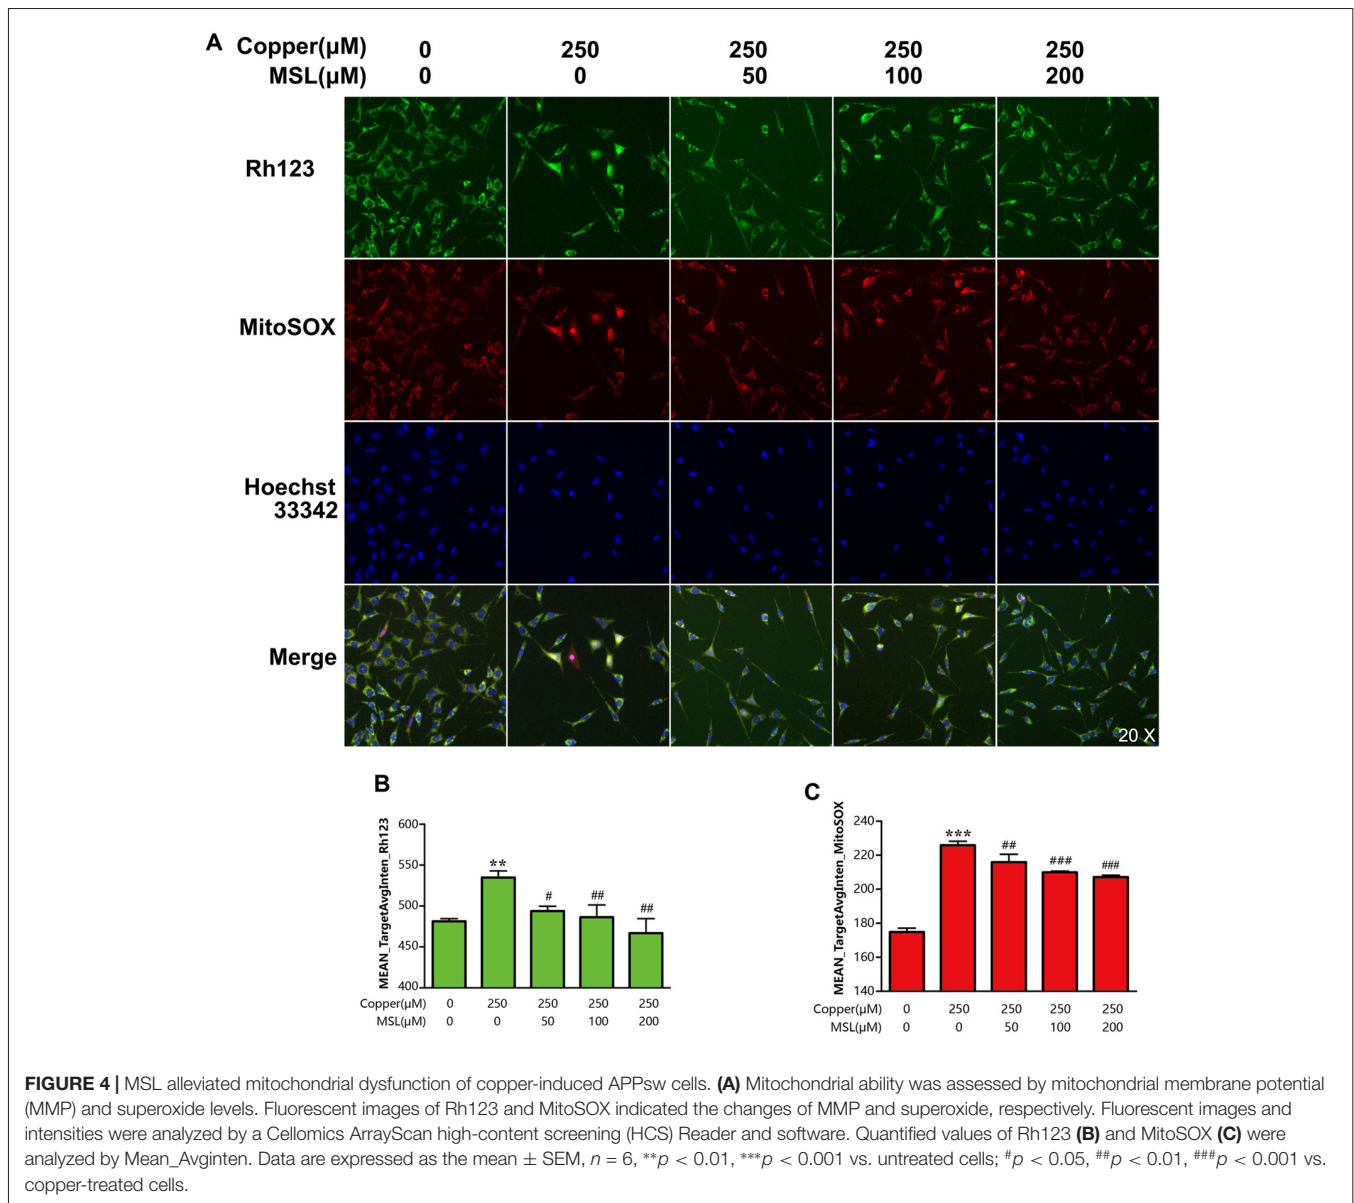 A
Copper(μM) 0 250 250 250 250
MSL(μM) 0 0 50 100 200
Rh123
MitoSOX
Hoechst
33342
Merge
20 X
B
MEAN_TargetAvgInten_Rh123
600
550
500
450
400
**
#
##
##
Copper(μM) 0 250 250 250 250
MSL(μM) 0 0 50 100 200
C
MEAN_TargetAvgInten_MitoSOX
240
220
200
180
160
140
***
##
###
###
Copper(μM) 0 250 250 250 250
MSL(μM) 0 0 50 100 200
FIGURE 4 | MSL alleviated mitochondrial dysfunction of copper-induced APPsw cells. (A) Mitochondrial ability was assessed by mitochondrial membrane potential
(MMP) and superoxide levels. Fluorescent images of Rh123 and MitoSOX indicated the changes of MMP and superoxide, respectively. Fluorescent images and
intensities were analyzed by a Cellomics ArrayScan high-content screening (HCS) Reader and software. Quantified values of Rh123 (B) and MitoSOX (C) were
analyzed by Mean_Avginten. Data are expressed as the mean ± SEM, n = 6, **p < 0.01, ***p < 0.001 vs. untreated cells; #p < 0.05, ##p < 0.01, ###p < 0.001 vs.
copper-treated cells.